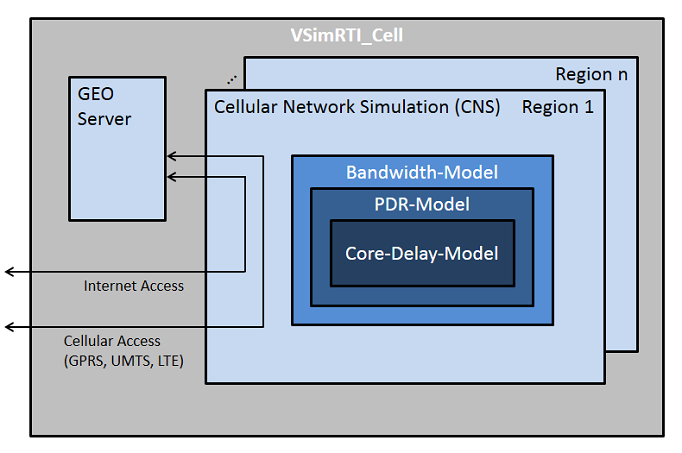 VSimRTI_Cell
GEO
Server
Region n
Cellular Network Simulation (CNS)
Region 1
Bandwidth-Model
PDR-Model
Core-Delay-Model
Internet Access
Cellular Access
(GPRS, UMTS, LTE)